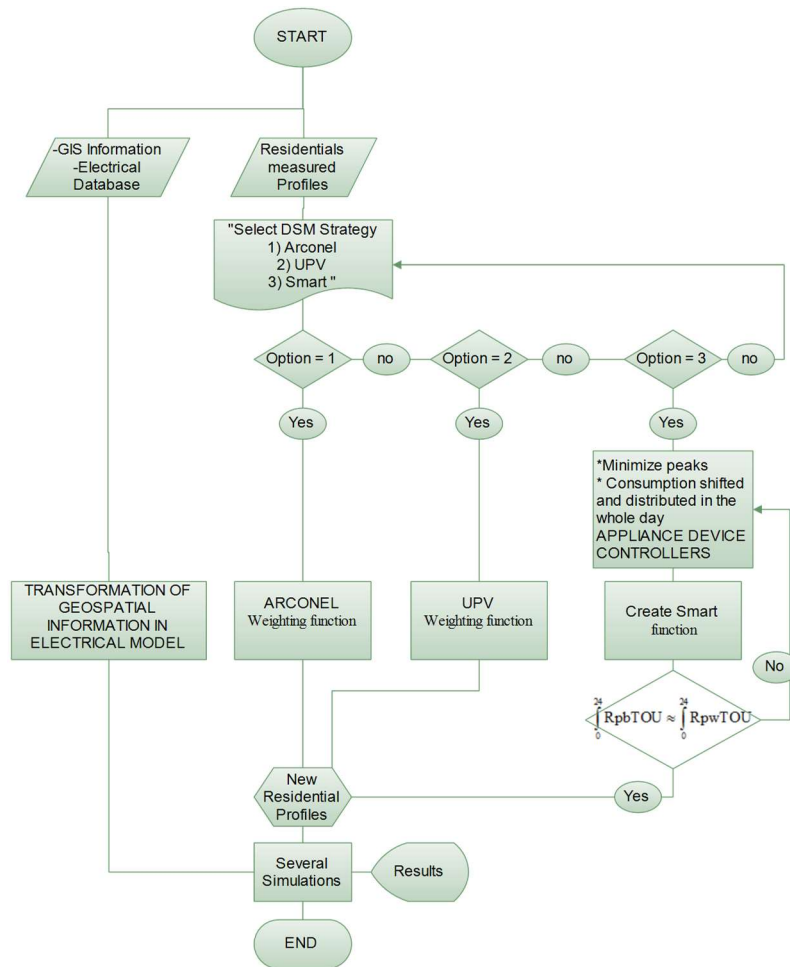 START
-GIS Information
-Electrical
Database
Residentials
measured
Profiles
"Select DSM Strategy
1) Arconel
2) UPV
3) Smart "
Option = 1
no
Option = 2
no
Option = 3
no
Yes
Yes
Yes
*Minimize peaks
* Consumption shifted
and distributed in the
whole day
APPLIANCE DEVICE
CONTROLLERS
TRANSFORMATION OF
GEOSPATIAL
INFORMATION IN
ELECTRICAL MODEL
ARCONEL
Weighting function
UPV
Weighting function
Create Smart
function
No
∫₀²⁴ RpbTOU ≈ ∫₀²⁴ RpwTOU
Yes
New
Residential
Profiles
Several
Simulations
Results
END